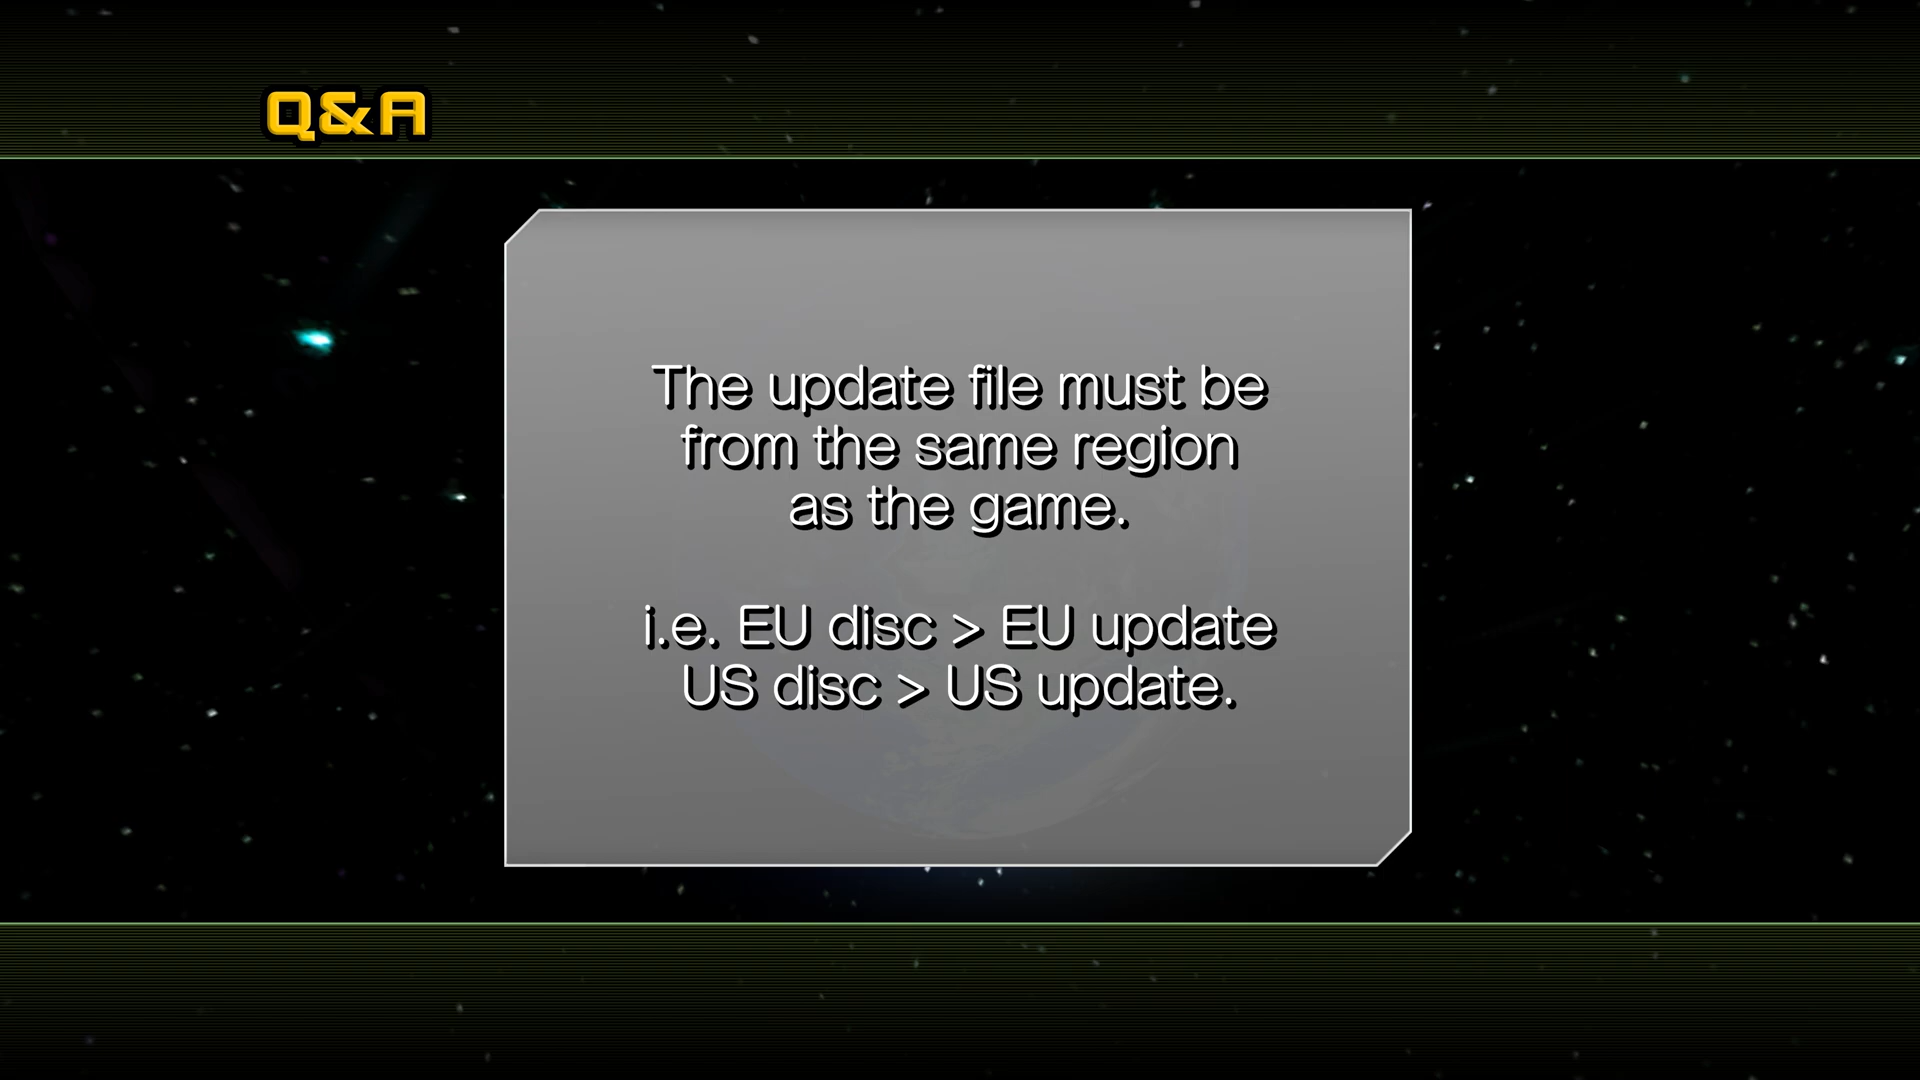 Q&A
The update file must be
from the same region
as the game.
i.e. EU disc > EU update
US disc > US update.